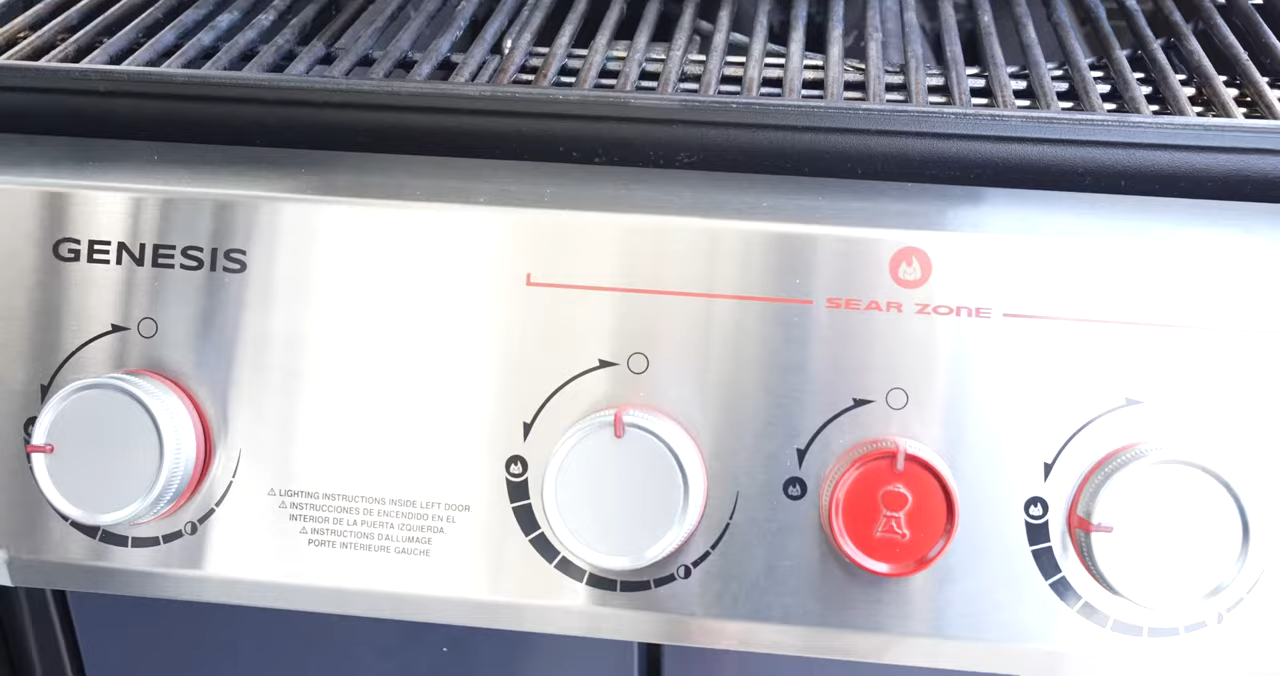 GENESIS
SEAR ZONE
⚠ LIGHTING INSTRUCTIONS INSIDE LEFT DOOR.
⚠ INSTRUCCIONES DE ENCENDIDO EN EL
INTERIOR DE LA PUERTA IZQUIERDA.
⚠ INSTRUCTIONS D'ALLUMAGE
PORTE INTERIEURE GAUCHE